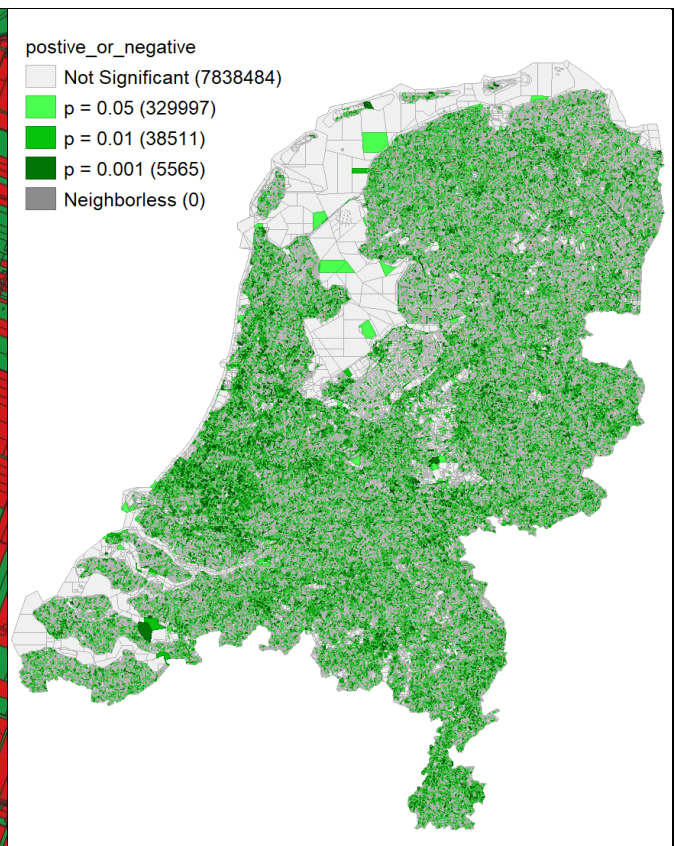 postive_or_negative
Not Significant (7838484)
p = 0.05 (329997)
p = 0.01 (38511)
p = 0.001 (5565)
Neighborless (0)